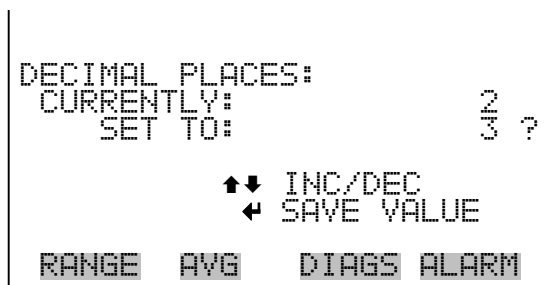 DECIMAL PLACES:
CURRENTLY: 2
SET TO: 3 ?
⬆⬇ INC/DEC
↵ SAVE VALUE
RANGE AVG DIAGS ALARM